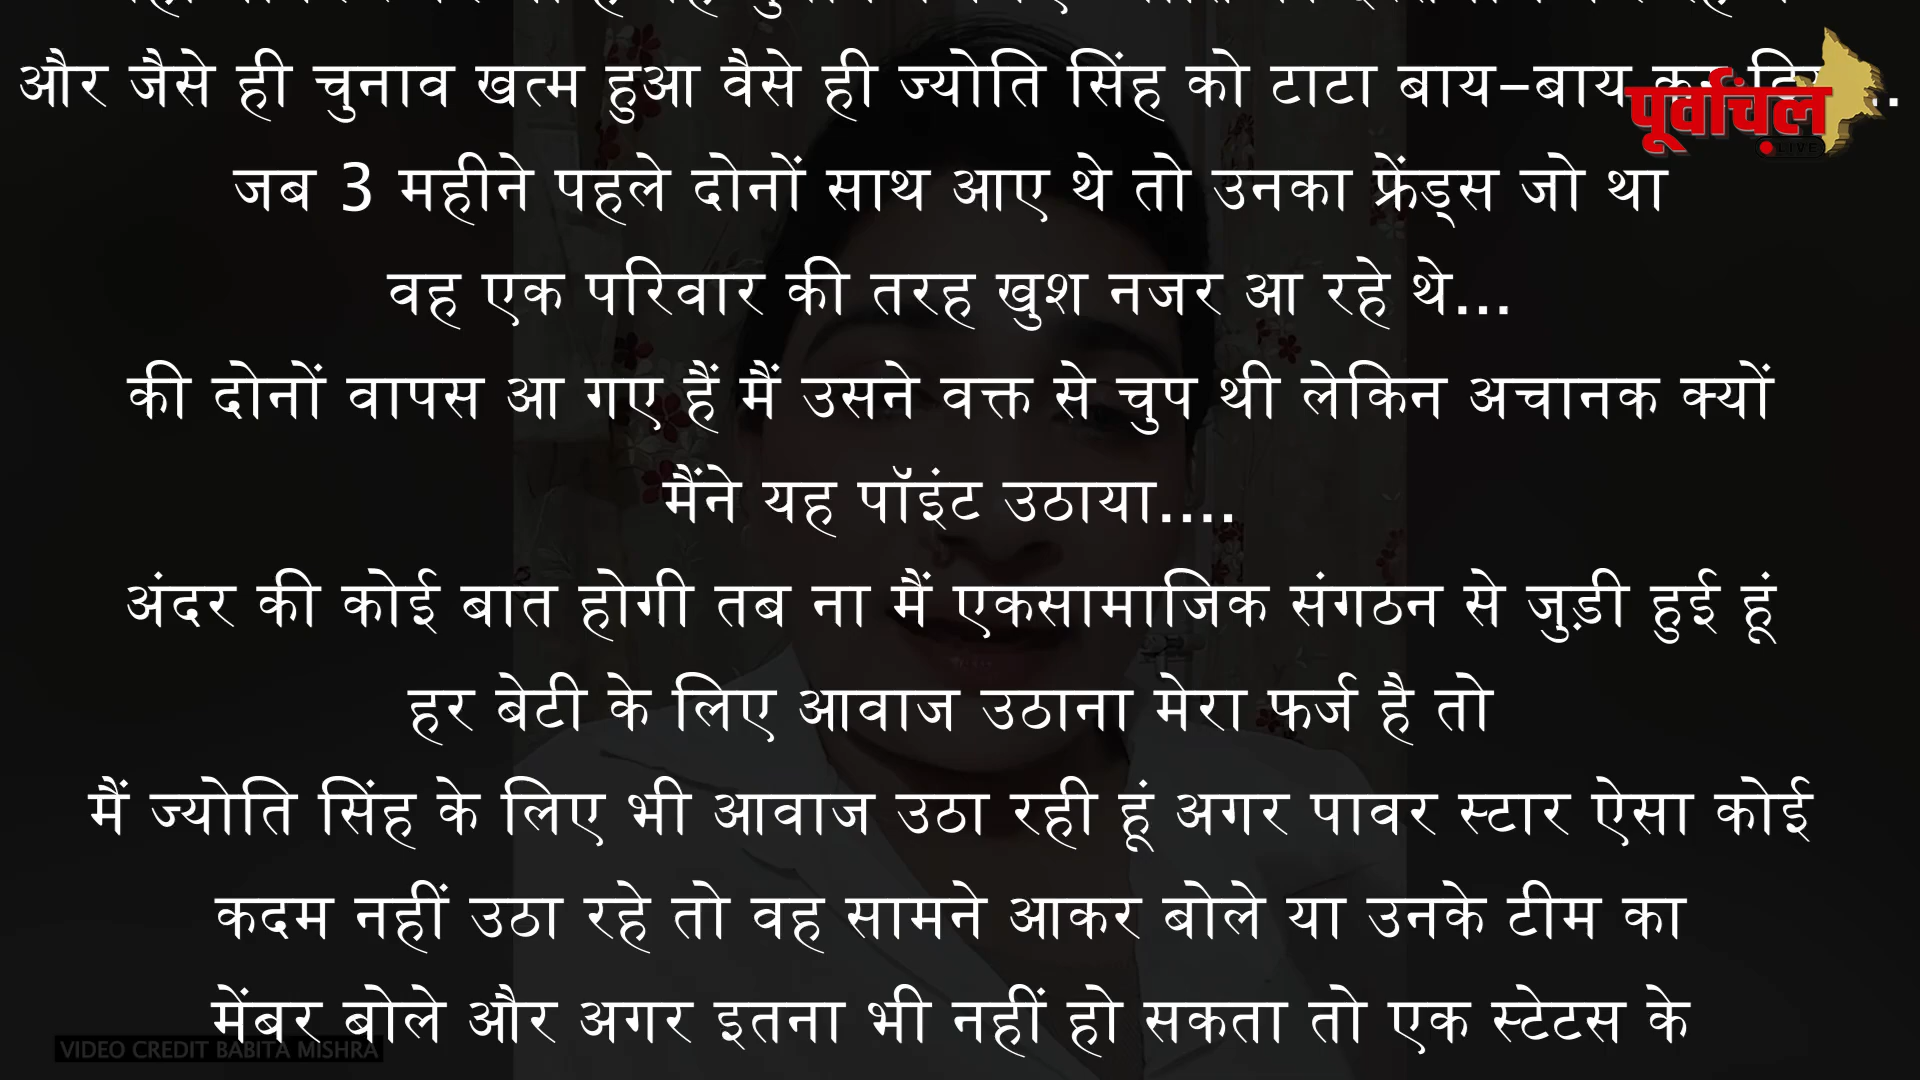 और जैसे ही चुनाव खत्म हुआ वैसे ही ज्योति सिंह को टाटा बाय-बाय
पूर्वांचल
LIVE
जब 3 महीने पहले दोनों साथ आए थे तो उनका फ्रेंड्स जो था
वह एक परिवार की तरह खुश नजर आ रहे थे...
की दोनों वापस आ गए हैं मैं उसने वक्त से चुप थी लेकिन अचानक क्यों
मैंने यह पॉइंट उठाया....
अंदर की कोई बात होगी तब ना मैं एकसामाजिक संगठन से जुड़ी हुई हूं
हर बेटी के लिए आवाज उठाना मेरा फर्ज है तो
मैं ज्योति सिंह के लिए भी आवाज उठा रही हूं अगर पावर स्टार ऐसा कोई
कदम नहीं उठा रहे तो वह सामने आकर बोले या उनके टीम का
मेंबर बोले और अगर इतना भी नहीं हो सकता तो एक स्टेटस के
VIDEO CREDIT BABITA MISHRA